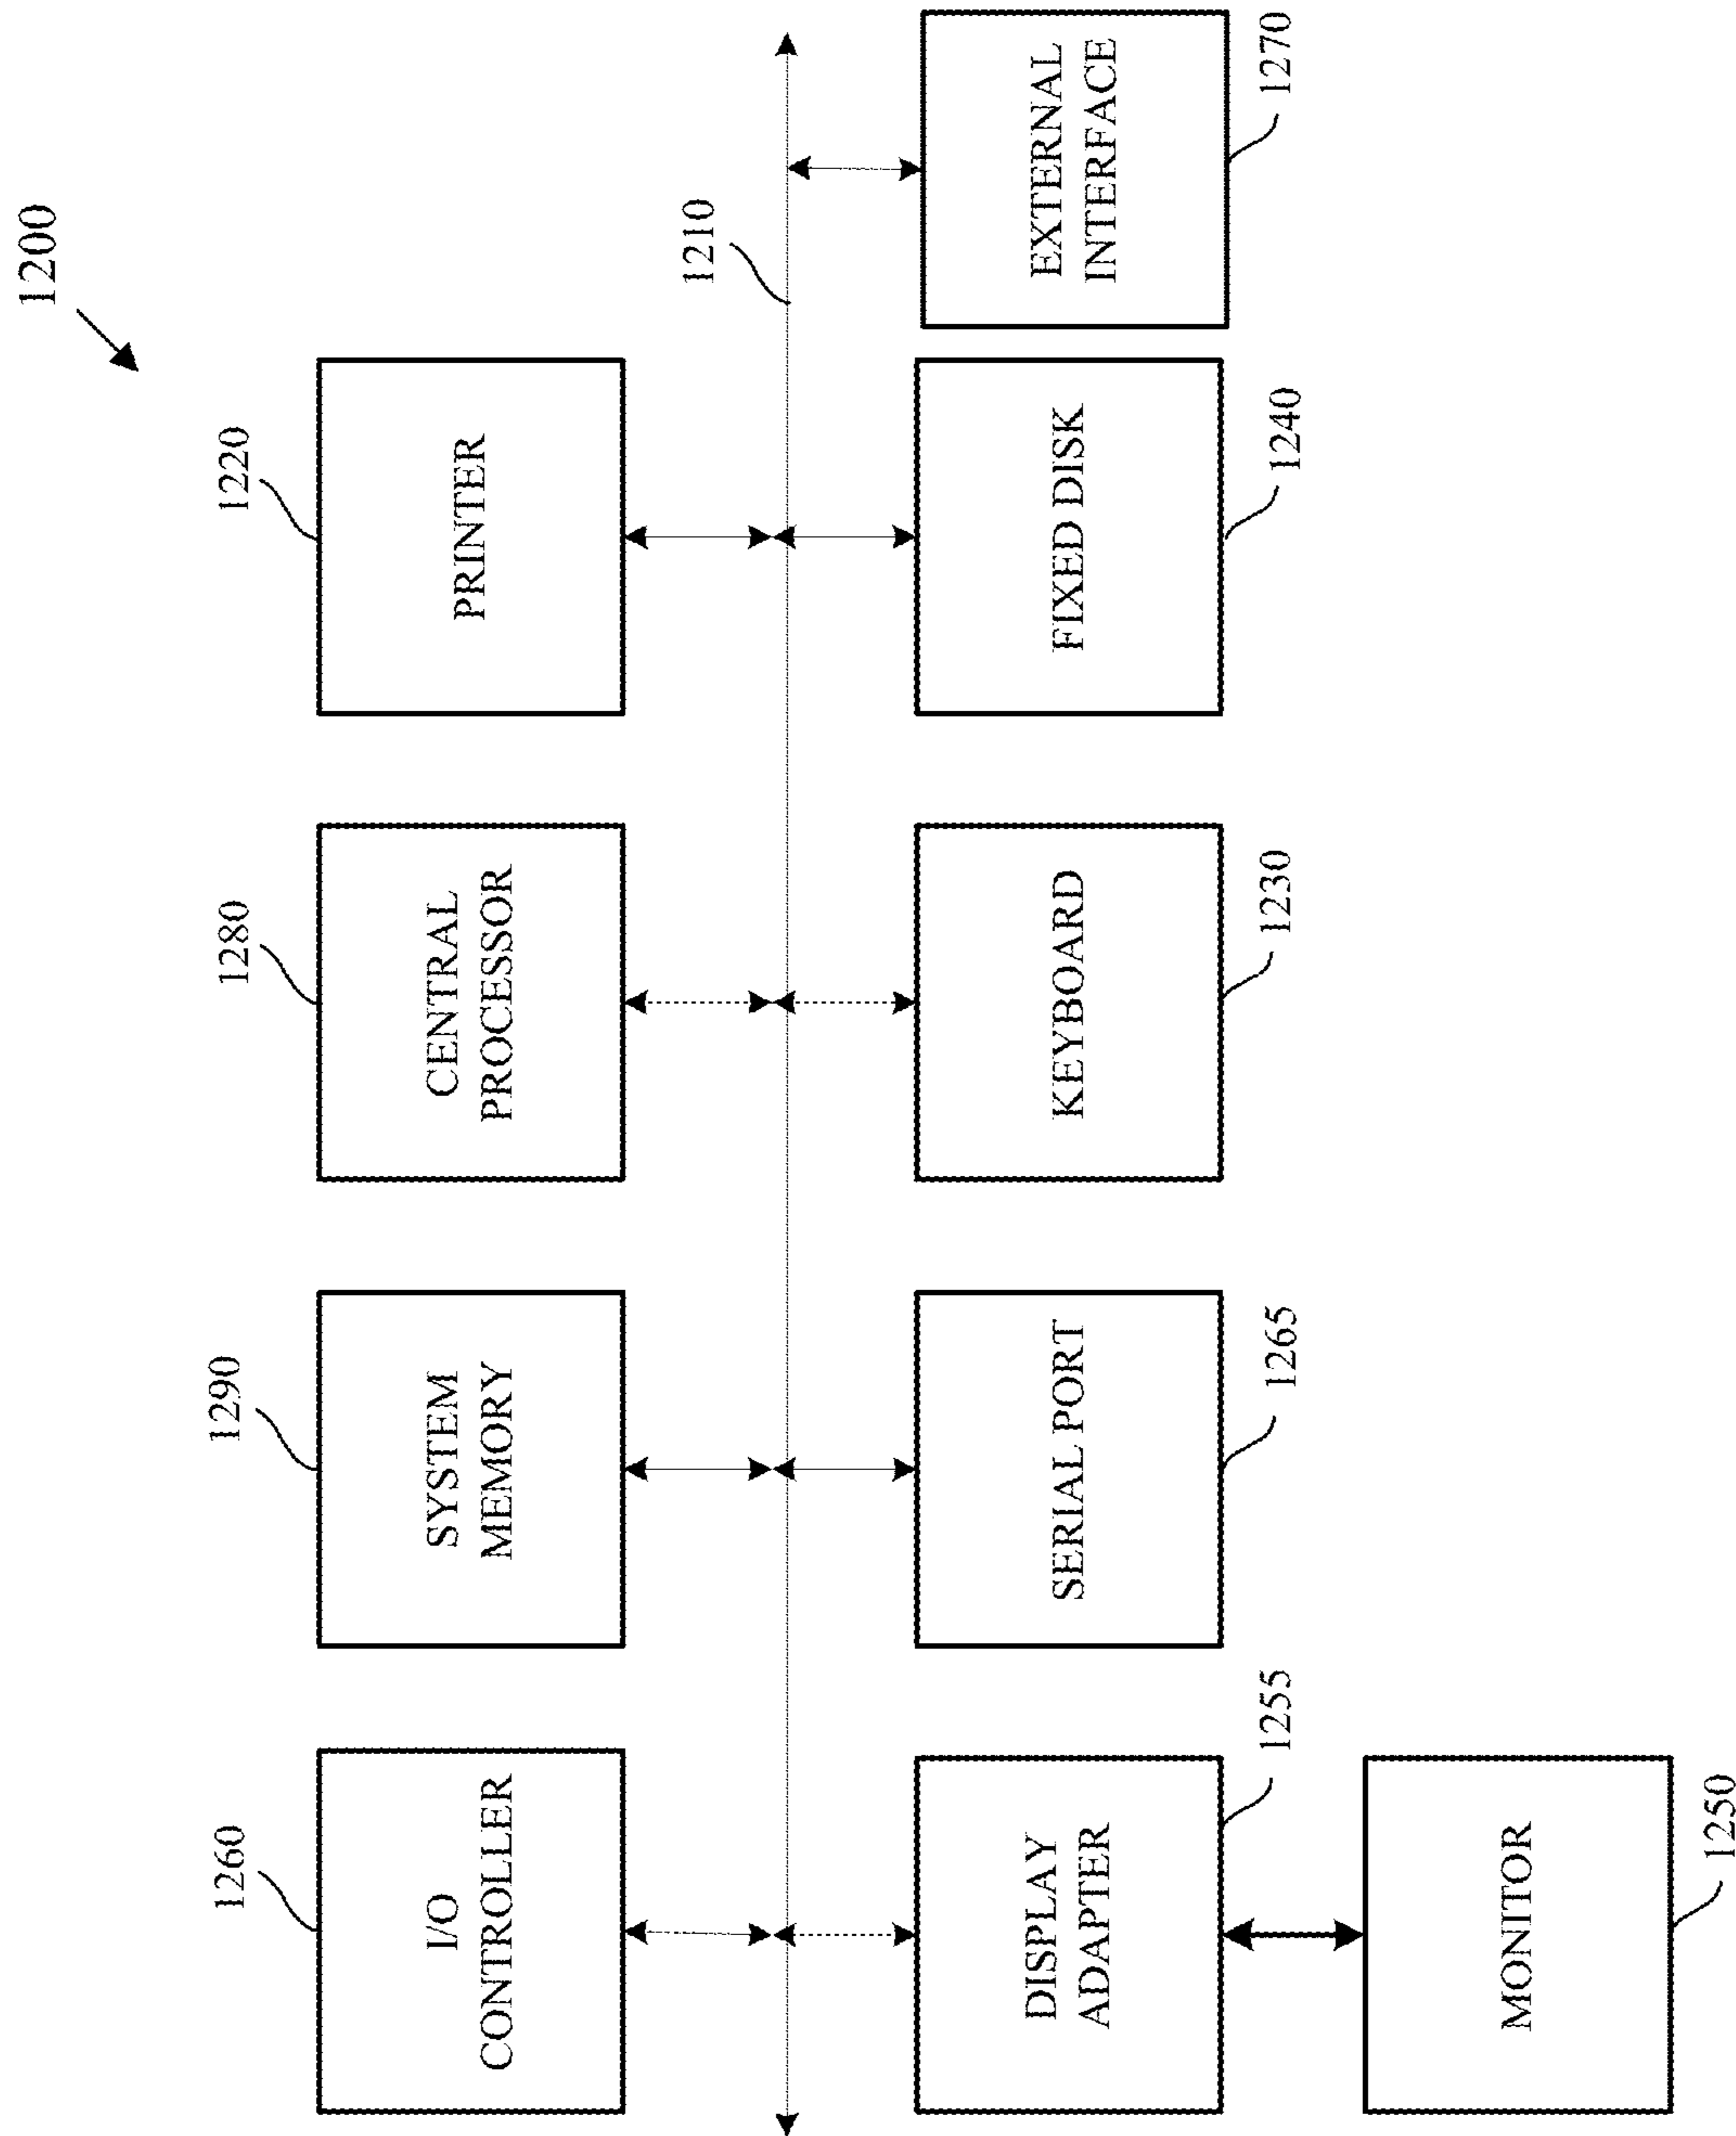 1200
1260
1290
1280
1220
I/O
CONTROLLER
SYSTEM
MEMORY
CENTRAL
PROCESSOR
PRINTER
1210
DISPLAY
ADAPTER
SERIAL PORT
KEYBOARD
FIXED DISK
EXTERNAL
INTERFACE
1255
1265
1230
1240
1270
MONITOR
1250